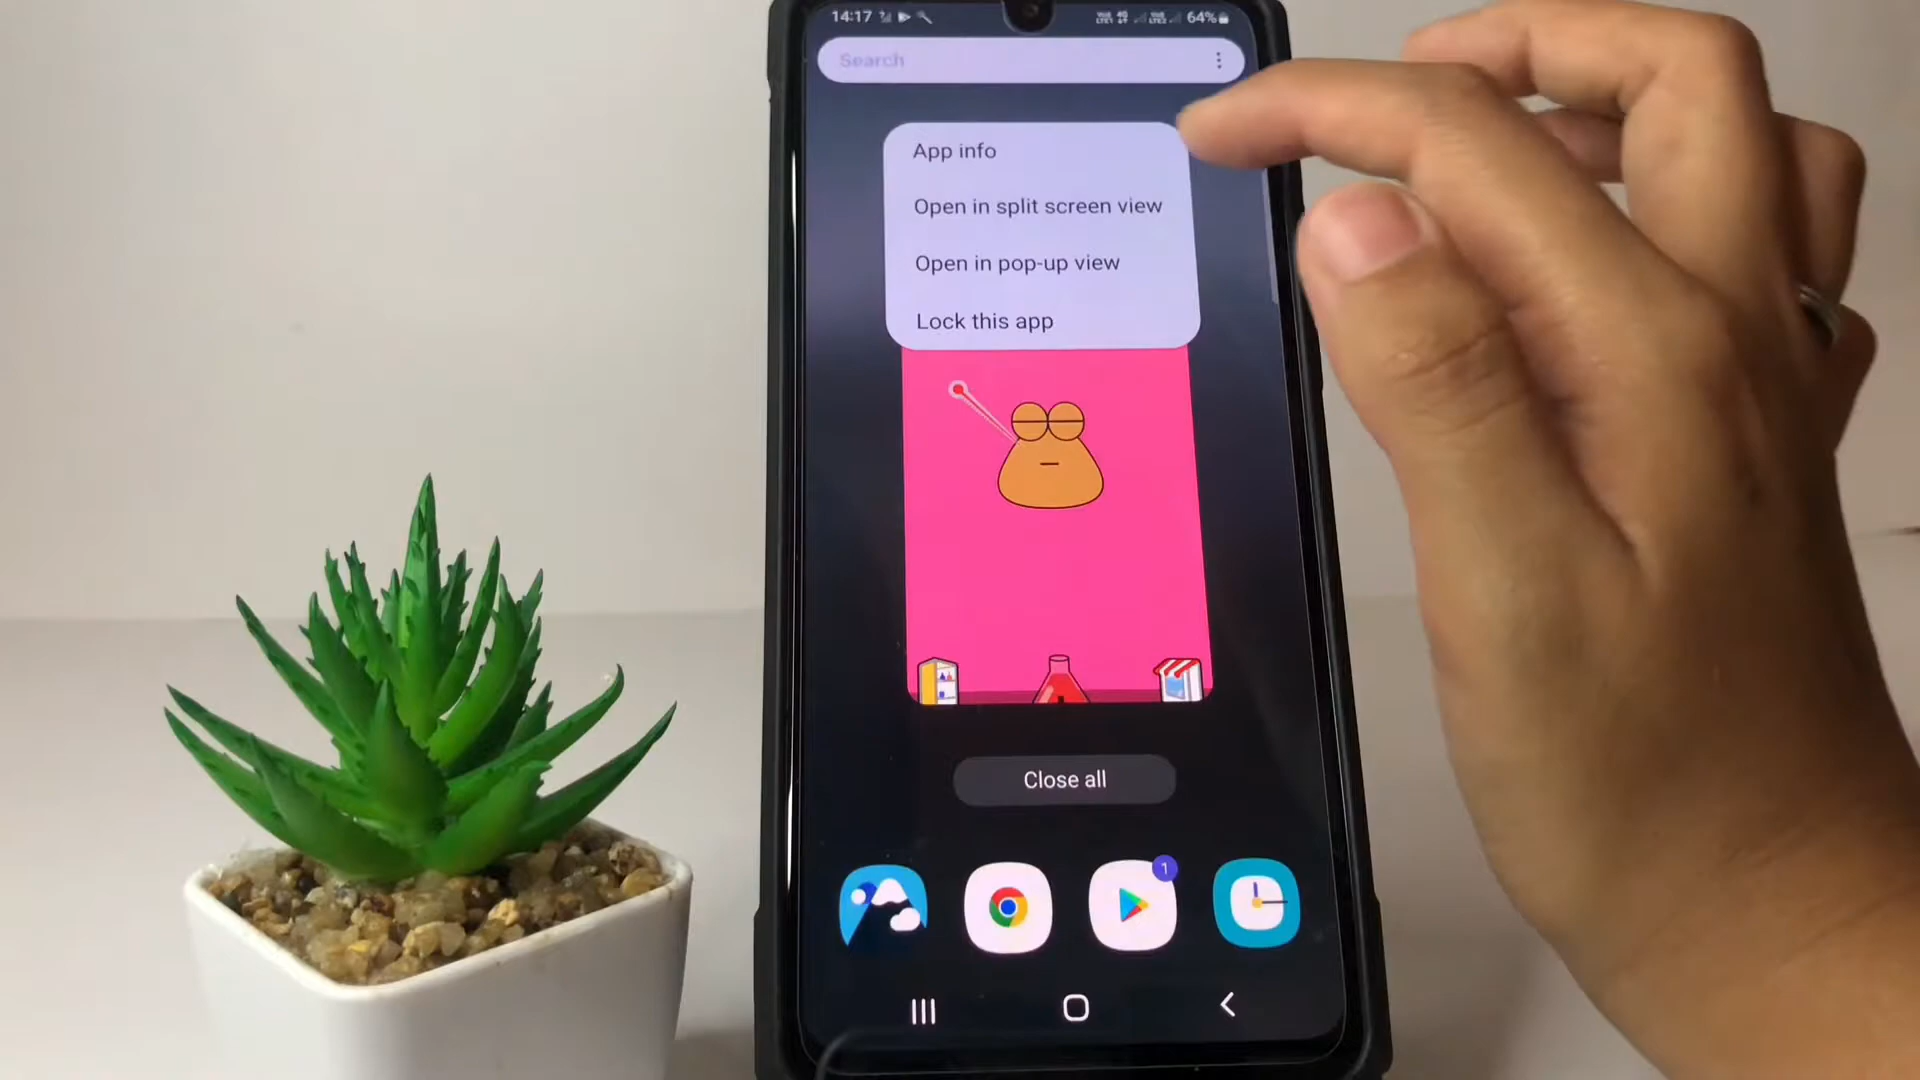 14:17
64%
Search
App info
Open in split screen view
Open in pop-up view
Lock this app
Close all
1